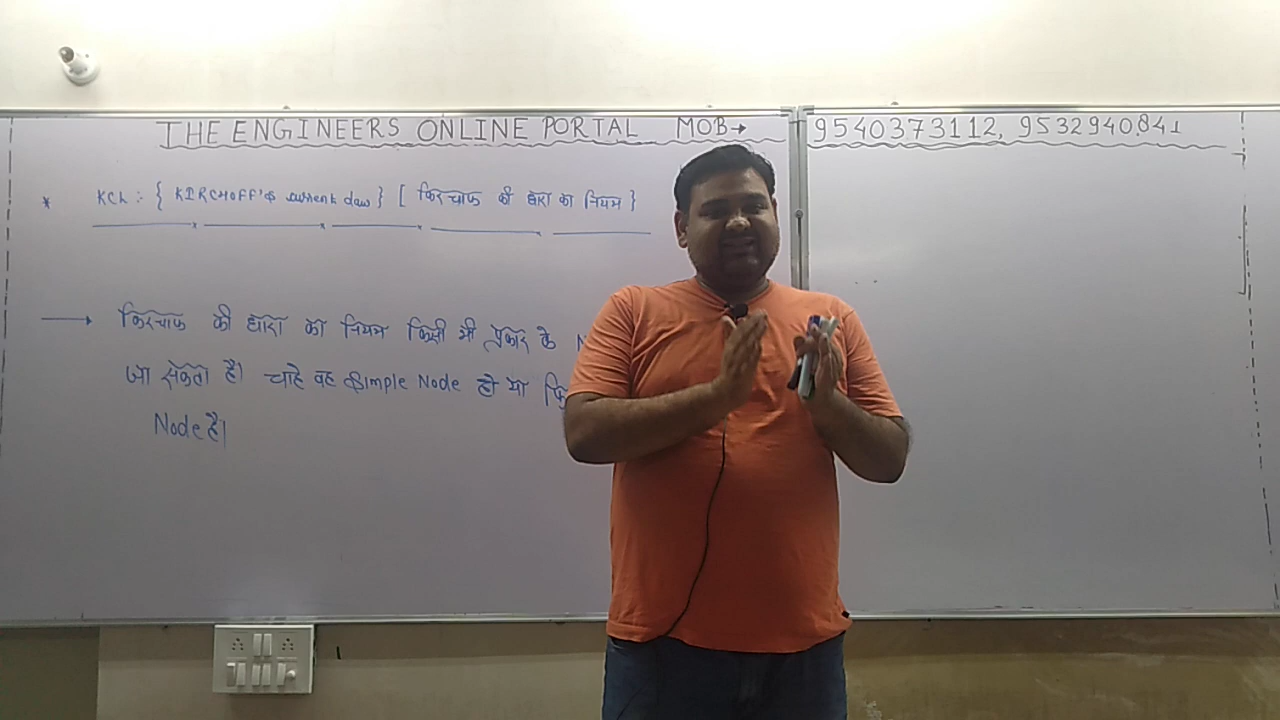 THE ENGINEERS ONLINE PORTAL MOB→ 9540373112, 9532940841
* KCL :- { KIRCHOFF'S current Law } [ किरचाफ की धारा का नियम }
→ किरचाफ की धारा का नियम किसी भी प्रकार के N
जा सकता है। चाहे वह Simple Node हो या फि
Node है।